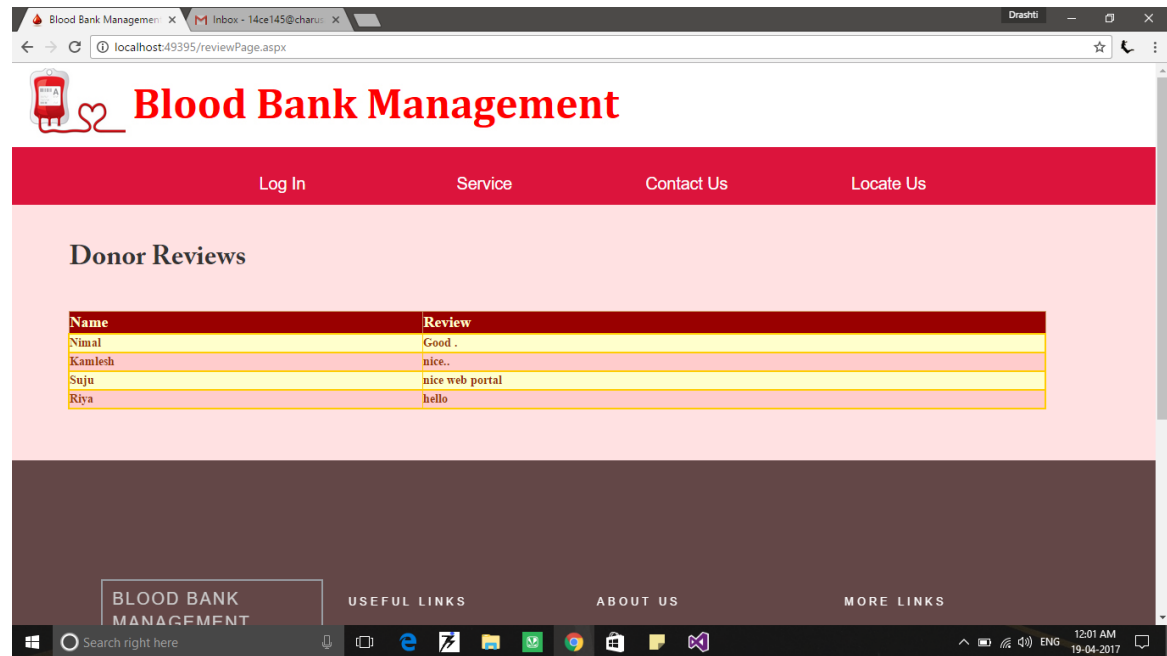 Drashti
Blood Bank Managemen
Inbox - 14ce145@charus
localhost:49395/reviewPage.aspx
Blood Bank Management
Log In Service Contact Us Locate Us
Donor Reviews
Name Review
Nimal Good .
Kamlesh nice..
Suju nice web portal
Riya hello
BLOOD BANK
MANAGEMENT
USEFUL LINKS ABOUT US MORE LINKS
Search right here
ENG
12:01 AM
19-04-2017